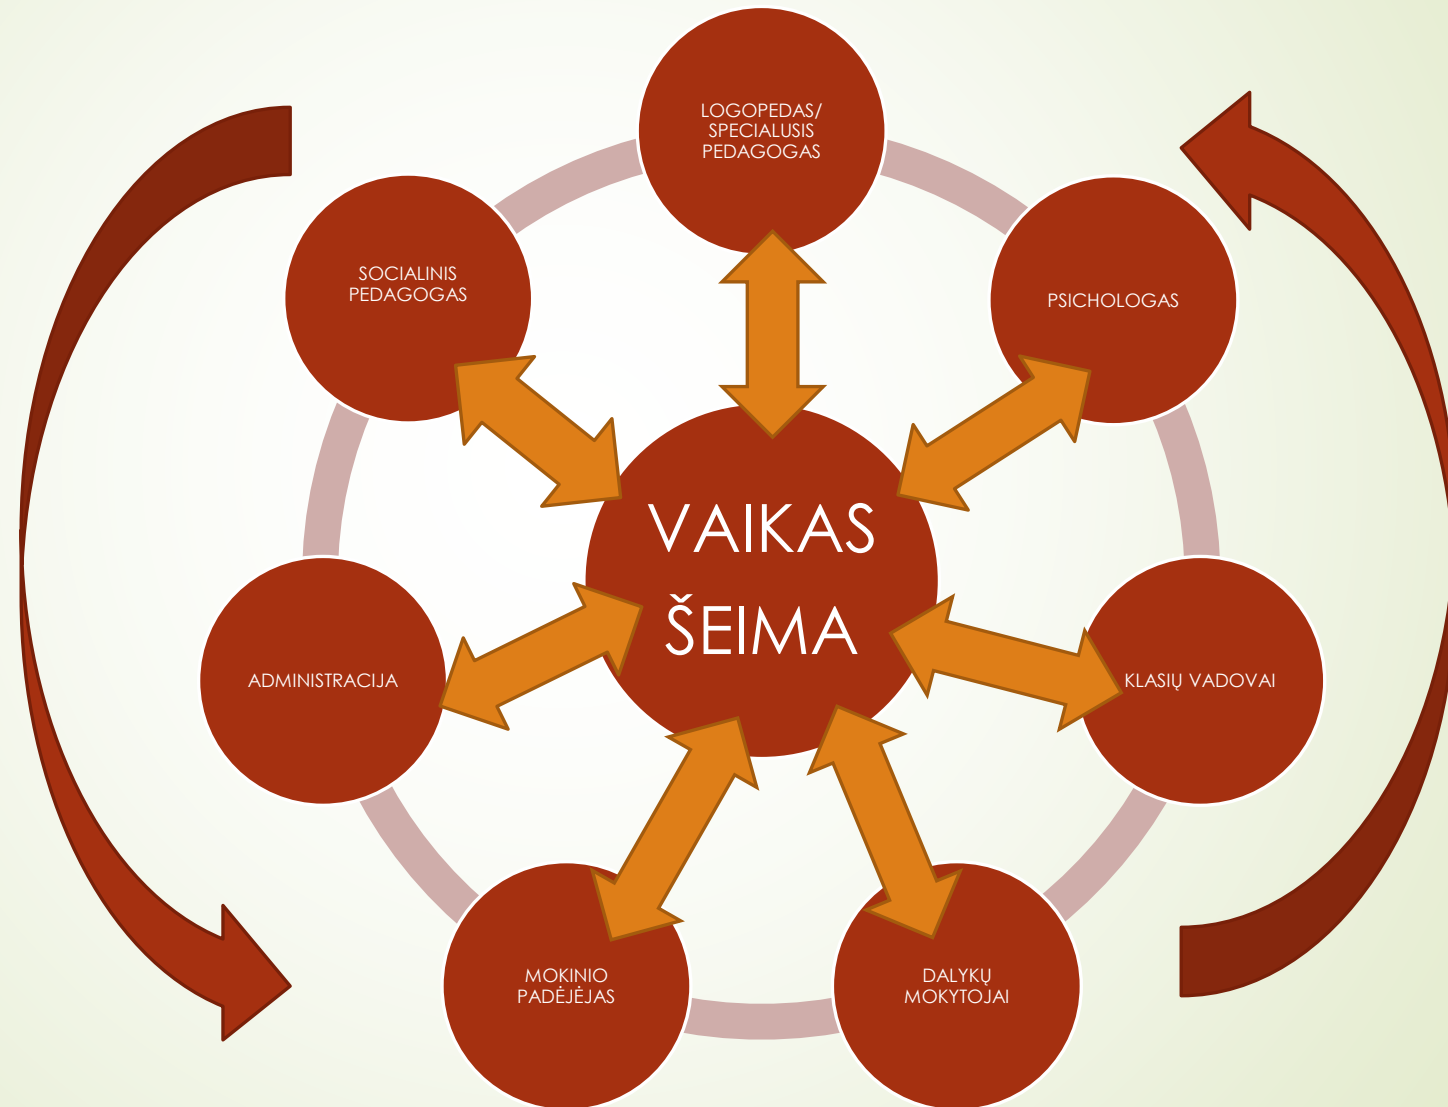 LOGOPEDAS/
SPECIALUSIS
PEDAGOGAS
SOCIALINIS
PEDAGOGAS
PSICHOLOGAS
VAIKAS
ŠEIMA
ADMINISTRACIJA
KLASIŲ VADOVAI
MOKINIO
PADĖJĖJAS
DALYKŲ
MOKYTOJAI